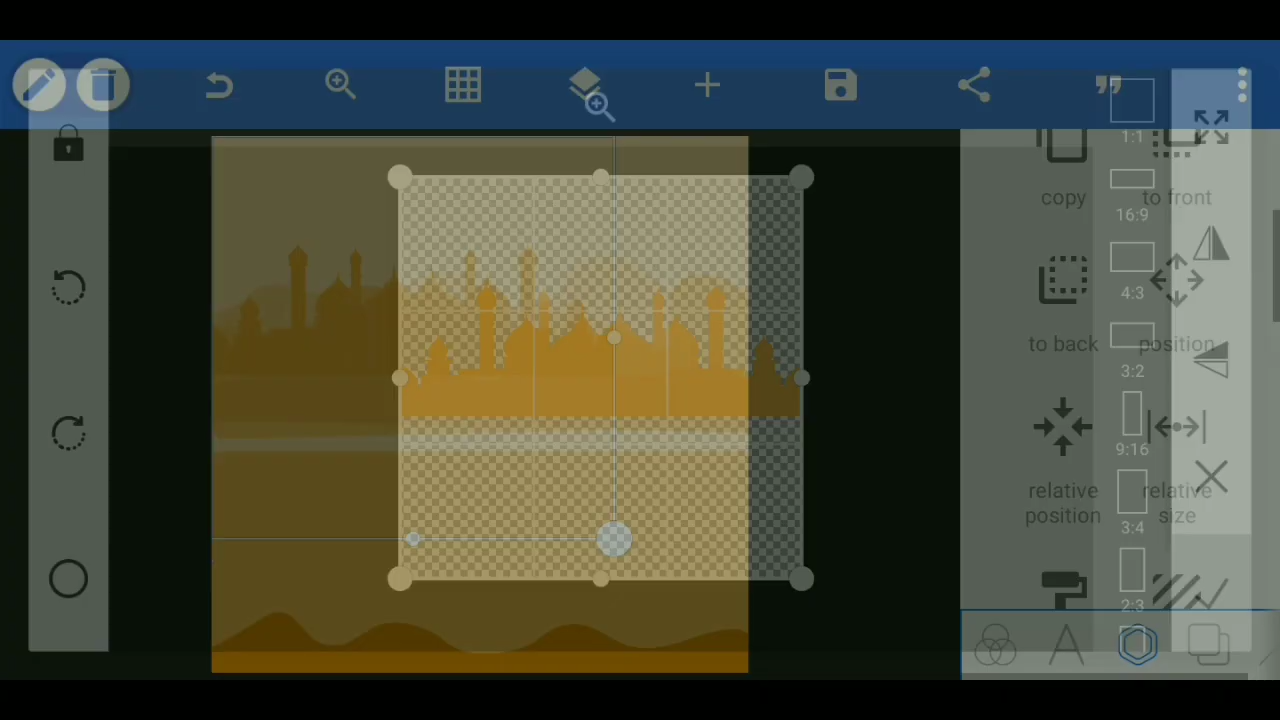 1:1
copy
to front
16:9
4:3
to back
position
3:2
9:16
relative
position
relative
size
3:4
2:3